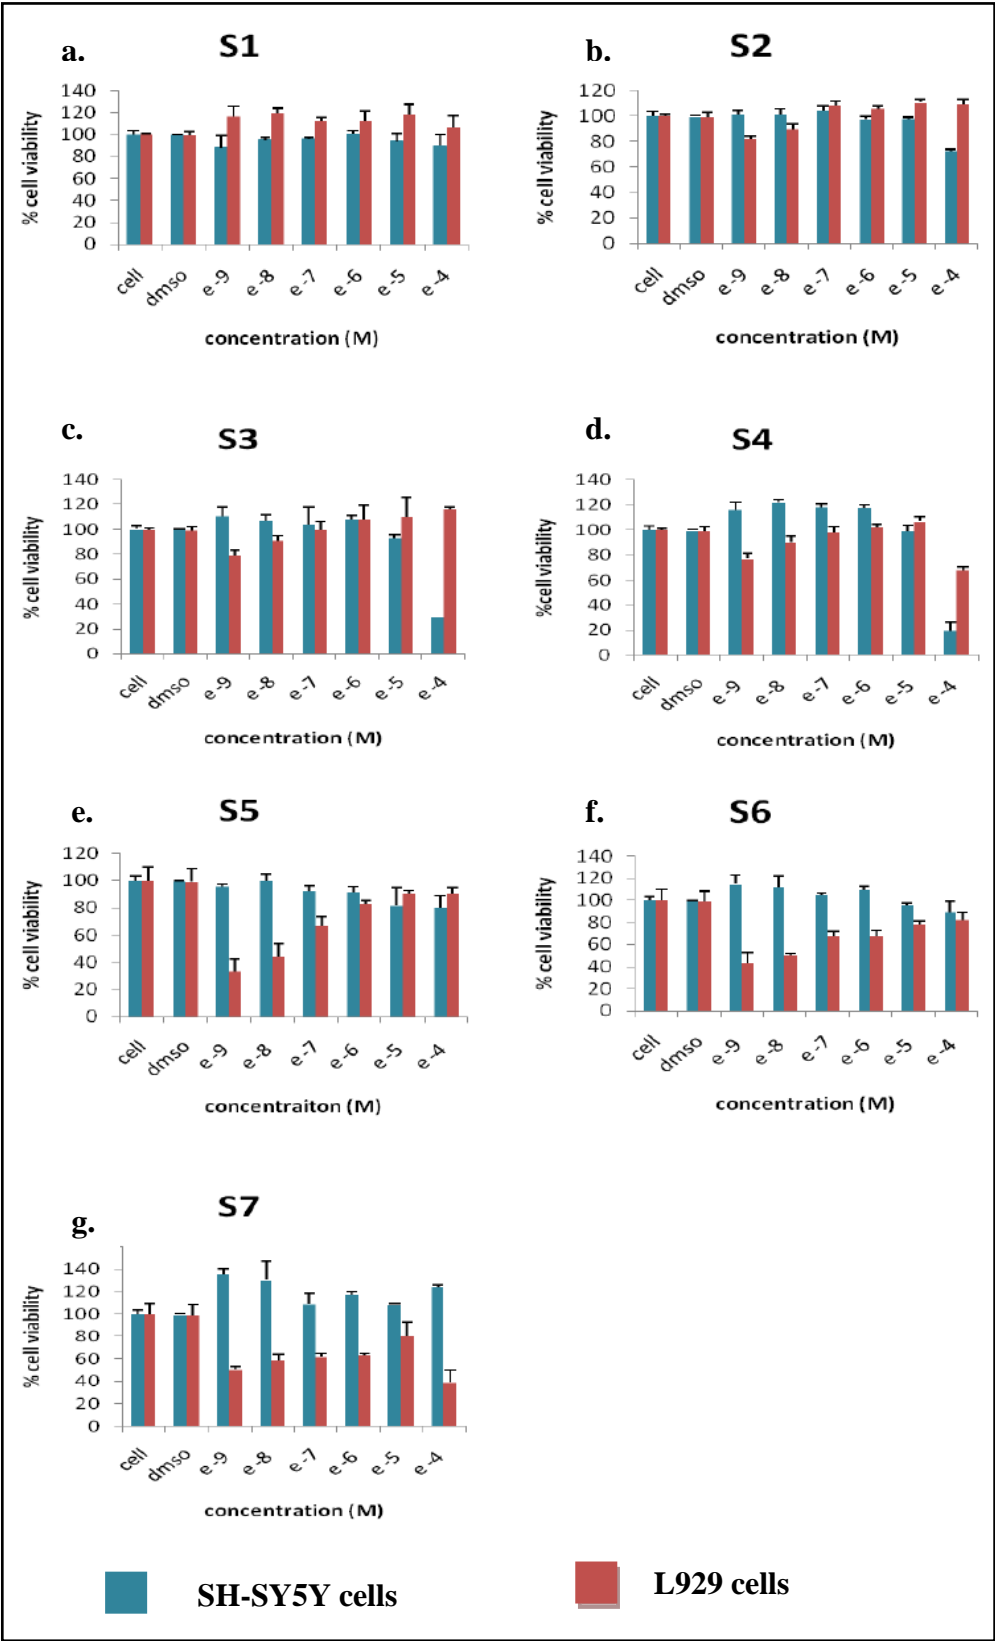 a. S1
% cell viability
140
120
100
80
60
40
20
0
cell dmso e-9 e-8 e-7 e-6 e-5 e-4
concentration (M)
b. S2
% cell viability
120
100
80
60
40
20
0
cell dmso e-9 e-8 e-7 e-6 e-5 e-4
concentration (M)
c. S3
% cell viability
140
120
100
80
60
40
20
0
cell dmso e-9 e-8 e-7 e-6 e-5 e-4
concentration (M)
d. S4
%cell viability
140
120
100
80
60
40
20
0
cell dmso e-9 e-8 e-7 e-6 e-5 e-4
concentration (M)
e. S5
% cell viability
120
100
80
60
40
20
0
cell dmso e-9 e-8 e-7 e-6 e-5 e-4
concentraiton (M)
f. S6
% cell viability
140
120
100
80
60
40
20
0
cell dmso e-9 e-8 e-7 e-6 e-5 e-4
concentration (M)
g. S7
% cell viability
140
120
100
80
60
40
20
0
cell dmso e-9 e-8 e-7 e-6 e-5 e-4
concentration (M)
SH-SY5Y cells
L929 cells